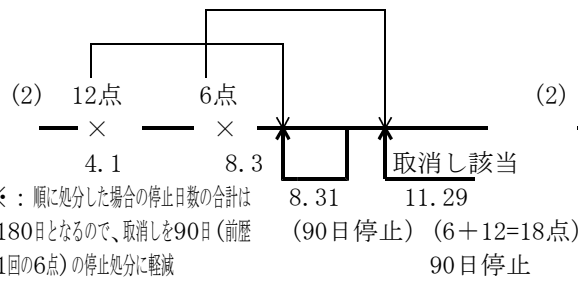 (2) 12点 6点 (2)
× ×
4.1 8.3 取消し該当
※：順に処分した場合の停止日数の合計は 8.31 11.29
180日となるので、取消しを90日(前歴 (90日停止) (6＋12=18点)
1回の6点)の停止処分に軽減 90日停止